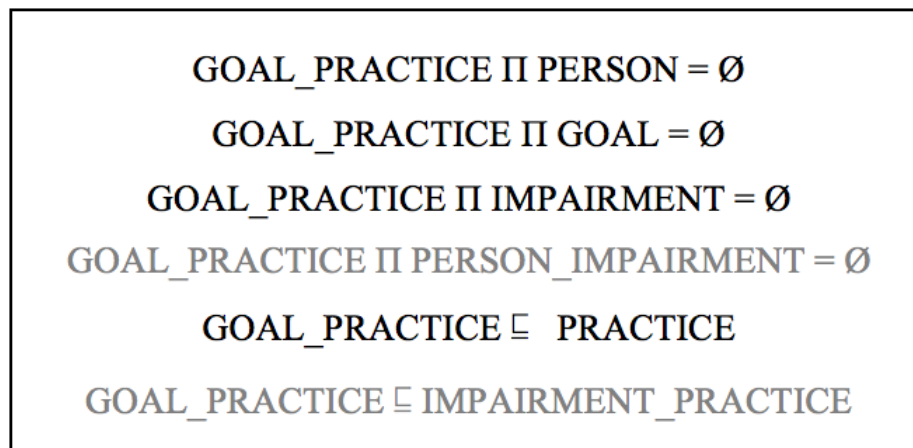 GOAL_PRACTICE Π PERSON = Ø
GOAL_PRACTICE Π GOAL = Ø
GOAL_PRACTICE Π IMPAIRMENT = Ø
GOAL_PRACTICE Π PERSON_IMPAIRMENT = Ø
GOAL_PRACTICE ⊑ PRACTICE
GOAL_PRACTICE ⊑ IMPAIRMENT_PRACTICE